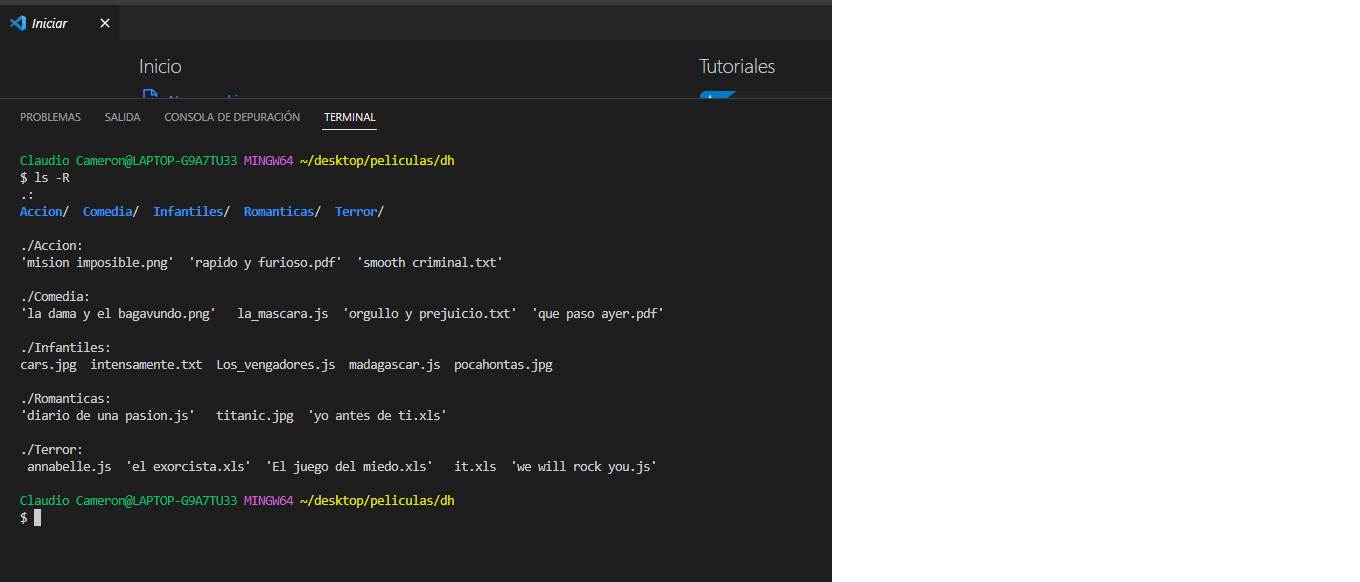 Iniciar
Inicio
Tutoriales
PROBLEMAS SALIDA CONSOLA DE DEPURACIÓN TERMINAL
Claudio Cameron@LAPTOP-G9A7TU33 MINGW64 ~/desktop/peliculas/dh
$ ls -R
.:
Accion/  Comedia/  Infantiles/  Romanticas/  Terror/
./Accion:
'mision imposible.png'  'rapido y furioso.pdf'  'smooth criminal.txt'
./Comedia:
'la dama y el bagavundo.png'   la_mascara.js  'orgullo y prejuicio.txt'  'que paso ayer.pdf'
./Infantiles:
cars.jpg  intensamente.txt  Los_vengadores.js  madagascar.js  pocahontas.jpg
./Romanticas:
'diario de una pasion.js'   titanic.jpg  'yo antes de ti.xls'
./Terror:
 annabelle.js  'el exorcista.xls'  'El juego del miedo.xls'   it.xls  'we will rock you.js'
Claudio Cameron@LAPTOP-G9A7TU33 MINGW64 ~/desktop/peliculas/dh
$